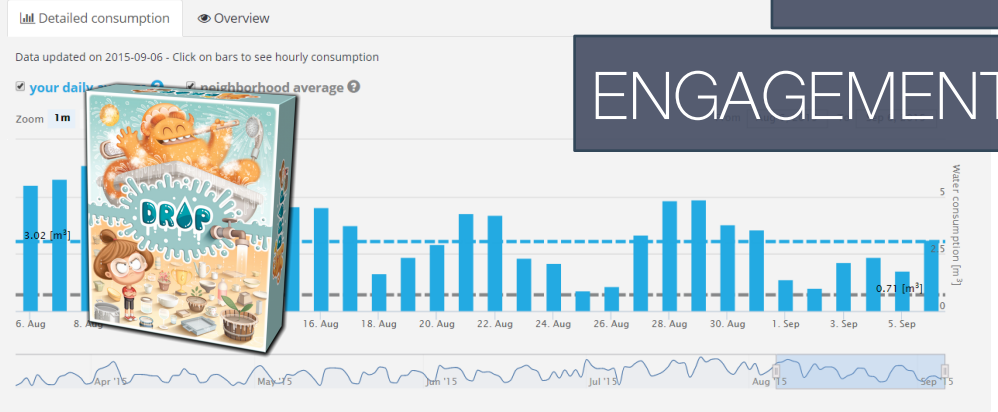 Detailed consumption
Overview
Data updated on 2015-09-06 - Click on bars to see hourly consumption
ENGAGEMENT
your daily
neighborhood average
Zoom 1m
DROP
Water consumption [m³]
5
2.5
0
3.02 [m³]
0.71 [m³]
6. Aug 8. Aug 16. Aug 18. Aug 20. Aug 22. Aug 24. Aug 26. Aug 28. Aug 30. Aug 1. Sep 3. Sep 5. Sep
Apr '15 May '15 Jun '15 Jul '15 Aug '15 Sep '15